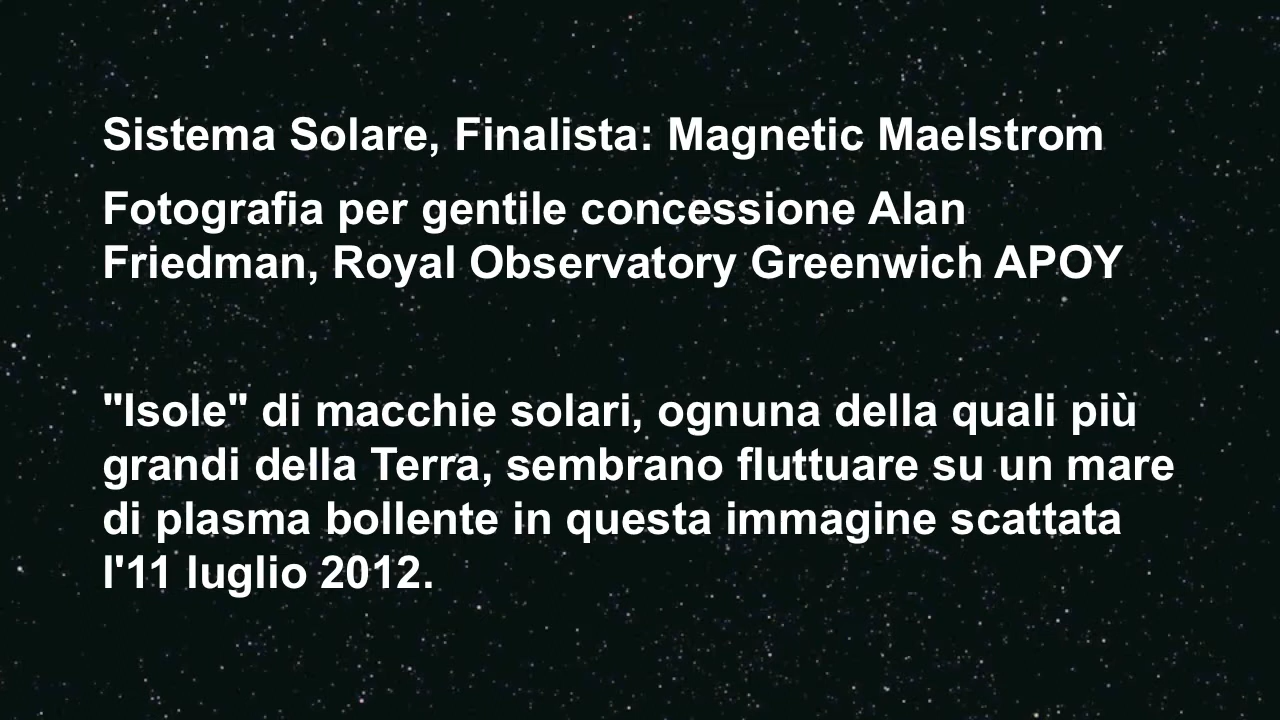 Sistema Solare, Finalista: Magnetic Maelstrom
Fotografia per gentile concessione Alan
Friedman, Royal Observatory Greenwich APOY
"Isole" di macchie solari, ognuna della quali più
grandi della Terra, sembrano fluttuare su un mare
di plasma bollente in questa immagine scattata
l'11 luglio 2012.